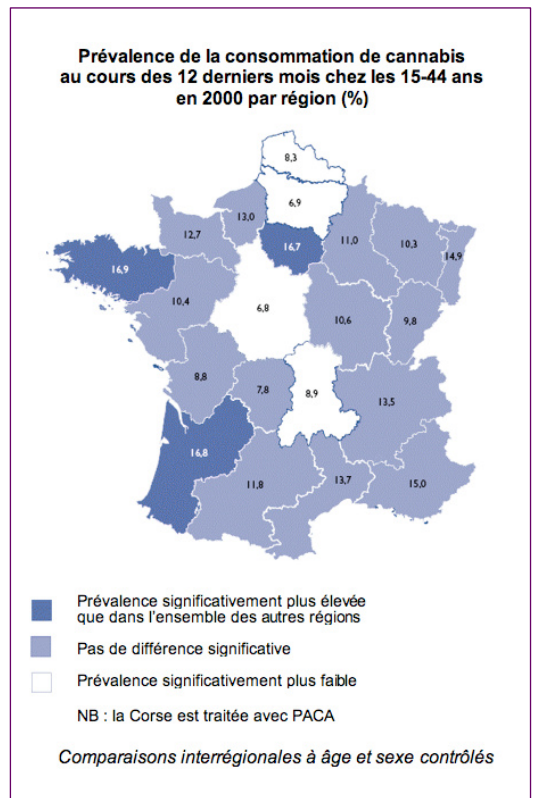 Prévalence de la consommation de cannabis
au cours des 12 derniers mois chez les 15-44 ans
en 2000 par région (%)
8,3
6,9
13,0
12,7
16,7
11,0
10,3
14,9
16,9
10,4
6,8
10,6
9,8
8,8
7,8
8,9
13,5
16,8
11,8
13,7
15,0
Prévalence significativement plus élevée
que dans l'ensemble des autres régions
Pas de différence significative
Prévalence significativement plus faible
NB : la Corse est traitée avec PACA
Comparaisons interrégionales à âge et sexe contrôlés